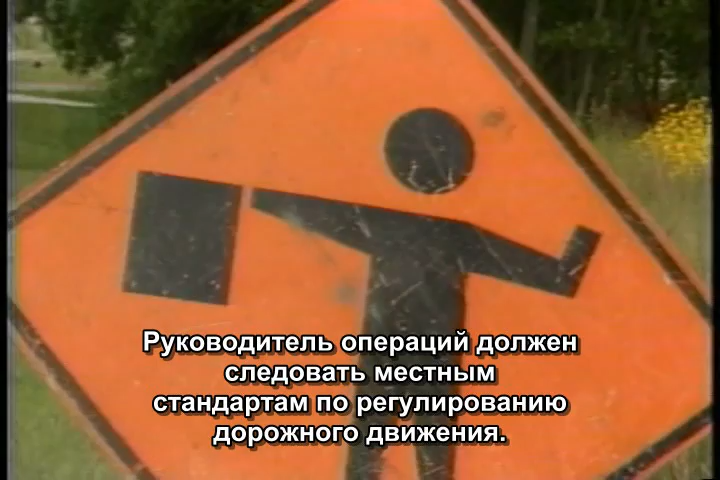 Руководитель операций должен
следовать местным
стандартам по регулированию
дорожного движения.